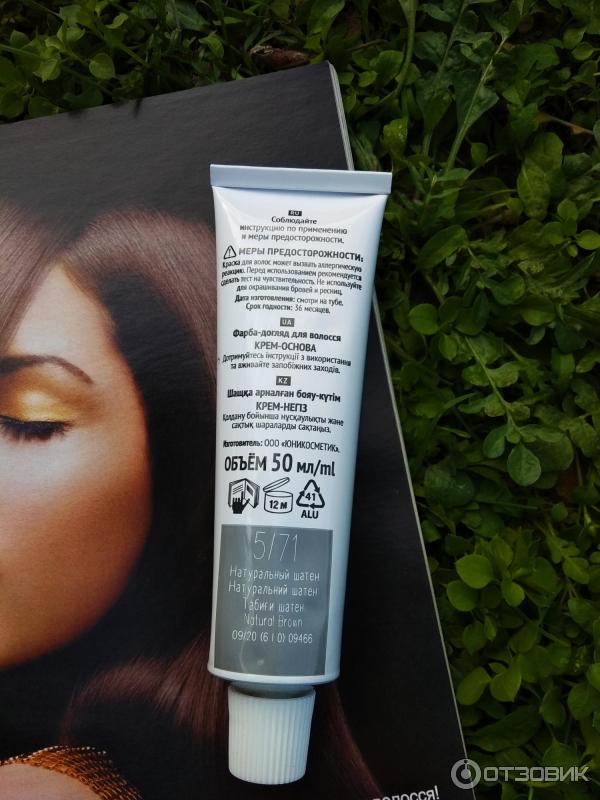 RU
Соблюдайте
инструкцию по применению
и меры предосторожности.
МЕРЫ ПРЕДОСТОРОЖНОСТИ:
Краска для волос может вызвать аллергическую
реакцию. Перед использованием рекомендуется
сделать тест на чувствительность. Не используйте
для окрашивания бровей и ресниц.
Дата изготовления: смотри на тубе.
Срок годности: 36 месяцев.
UA
Фарба-догляд для волосся
КРЕМ-ОСНОВА
Дотримуйтесь інструкції з використання
та вживайте запобіжних заходів.
KZ
Шашқа арналған бояу-күтім
КРЕМ-НЕГІЗ
Қолдану бойынша нұсқаулықты және
сақтық шараларды сақтаңыз.
Изготовитель: ООО «ЮНИКОСМЕТИК».
ОБЪЁМ 50 мл/ml
12 М
41
ALU
5/71
Натуральный шатен
Натуральний шатен
Табиғи шатен
Natural Brown
09/20 (6 1 0) 09466
волосся!
ОТЗОВИК